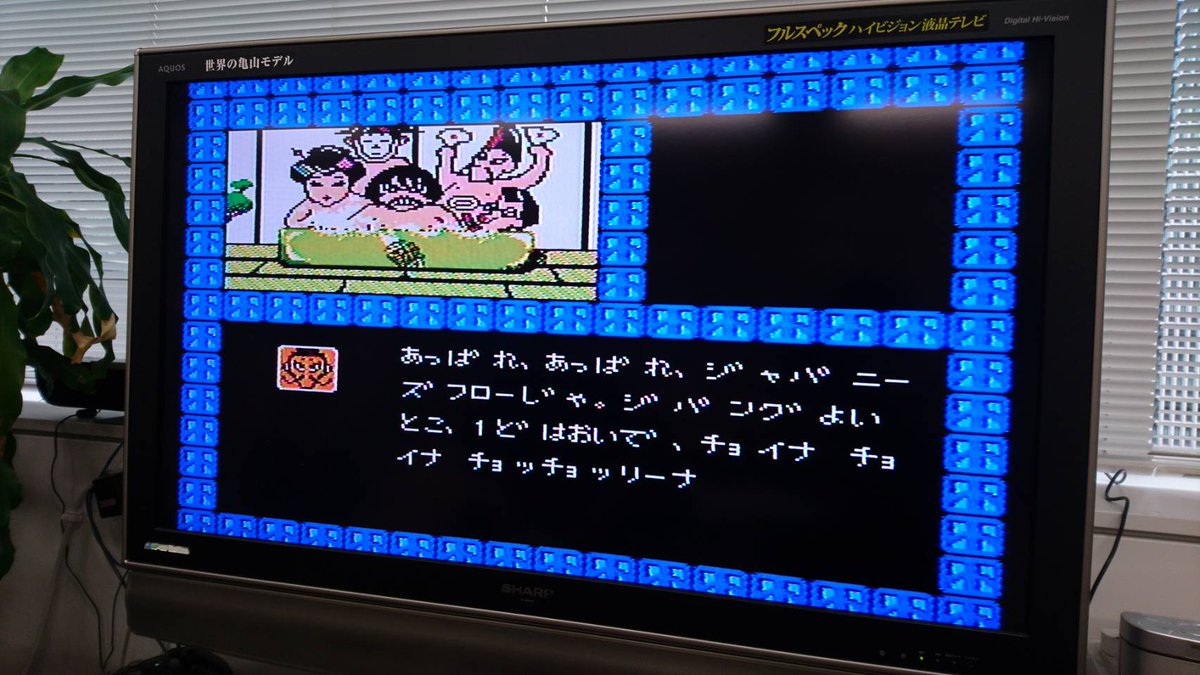 フルスペックハイビジョン液晶テレビ
Digital Hi-Vision
AQUOS
世界の亀山モデル
あっぱ れ、あっぱ れ、ジャパ ニー
ズ フローじゃ。ジパ ング よい
とこ、1ど はおいで 、チョイナ チョ
イナ チョッチョッリーナ
SHARP